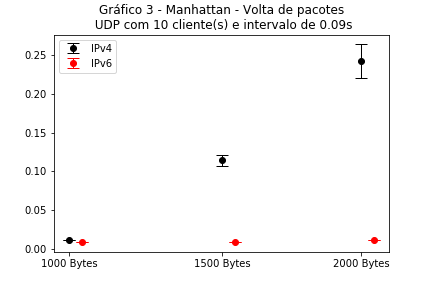 Gráfico 3 - Manhattan - Volta de pacotes
UDP com 10 cliente(s) e intervalo de 0.09s
IPv4
IPv6
0.25
0.20
0.15
0.10
0.05
0.00
1000 Bytes
1500 Bytes
2000 Bytes